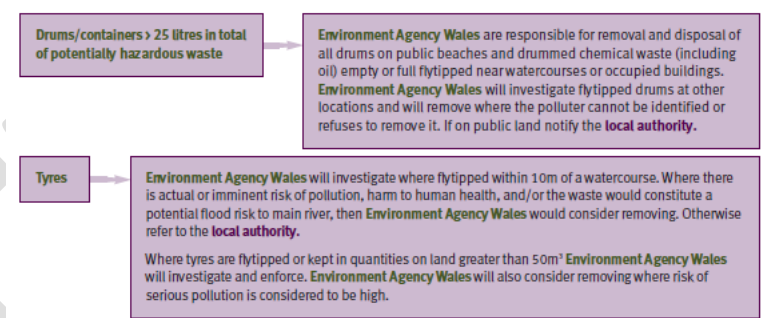 Drums/containers > 25 litres in total
of potentially hazardous waste
Environment Agency Wales are responsible for removal and disposal of
all drums on public beaches and drummed chemical waste (including
oil) empty or full flytipped near watercourses or occupied buildings.
Environment Agency Wales will investigate flytipped drums at other
locations and will remove where the polluter cannot be identified or
refuses to remove it. If on public land notify the local authority.
Tyres
Environment Agency Wales will investigate where flytipped within 10m of a watercourse. Where there
is actual or imminent risk of pollution, harm to human health, and/or the waste would constitute a
potential flood risk to main river, then Environment Agency Wales would consider removing. Otherwise
refer to the local authority.
Where tyres are flytipped or kept in quantities on land greater than 50m³ Environment Agency Wales
will investigate and enforce. Environment Agency Wales will also consider removing where risk of
serious pollution is considered to be high.